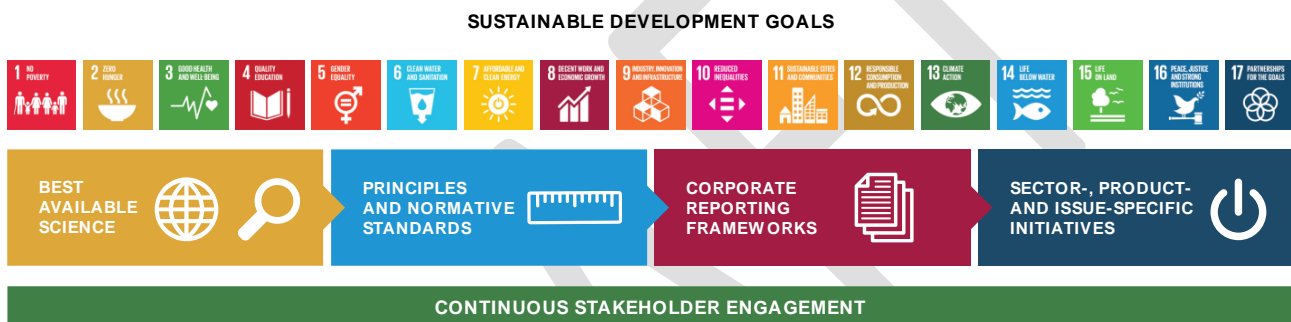 SUSTAINABLE DEVELOPMENT GOALS
1 NO
POVERTY
2 ZERO
HUNGER
3 GOOD HEALTH
AND WELL-BEING
4 QUALITY
EDUCATION
5 GENDER
EQUALITY
6 CLEAN WATER
AND SANITATION
7 AFFORDABLE AND
CLEAN ENERGY
8 DECENT WORK AND
ECONOMIC GROWTH
9 INDUSTRY, INNOVATION
AND INFRASTRUCTURE
10 REDUCED
INEQUALITIES
11 SUSTAINABLE CITIES
AND COMMUNITIES
12 RESPONSIBLE
CONSUMPTION
AND PRODUCTION
13 CLIMATE
ACTION
14 LIFE
BELOW WATER
15 LIFE
ON LAND
16 PEACE, JUSTICE
AND STRONG
INSTITUTIONS
17 PARTNERSHIPS
FOR THE GOALS
BEST
AVAILABLE
SCIENCE
PRINCIPLES
AND NORMATIVE
STANDARDS
CORPORATE
REPORTING
FRAMEWORKS
SECTOR-, PRODUCT-
AND ISSUE-SPECIFIC
INITIATIVES
CONTINUOUS STAKEHOLDER ENGAGEMENT